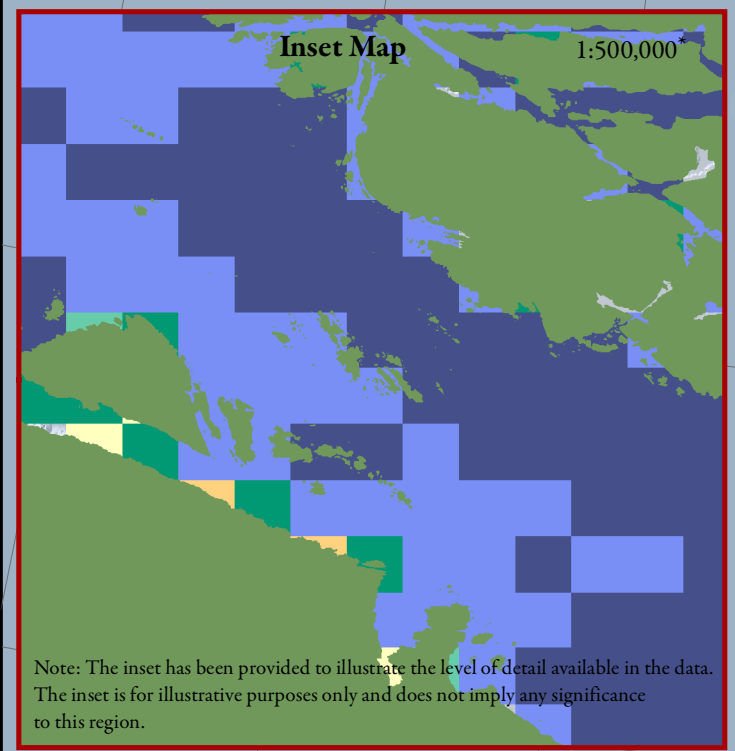 Inset Map
1:500,000*
Note: The inset has been provided to illustrate the level of detail available in the data.
The inset is for illustrative purposes only and does not imply any significance
to this region.